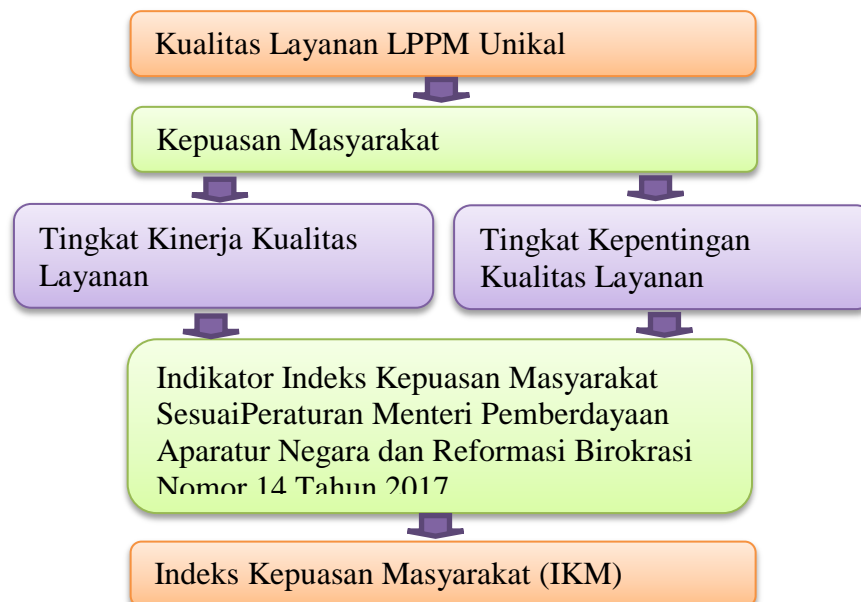 Kualitas Layanan LPPM Unikal
Kepuasan Masyarakat
Tingkat Kinerja Kualitas
Layanan
Tingkat Kepentingan
Kualitas Layanan
Indikator Indeks Kepuasan Masyarakat
SesuaiPeraturan Menteri Pemberdayaan
Aparatur Negara dan Reformasi Birokrasi
Nomor 14 Tahun 2017
Indeks Kepuasan Masyarakat (IKM)